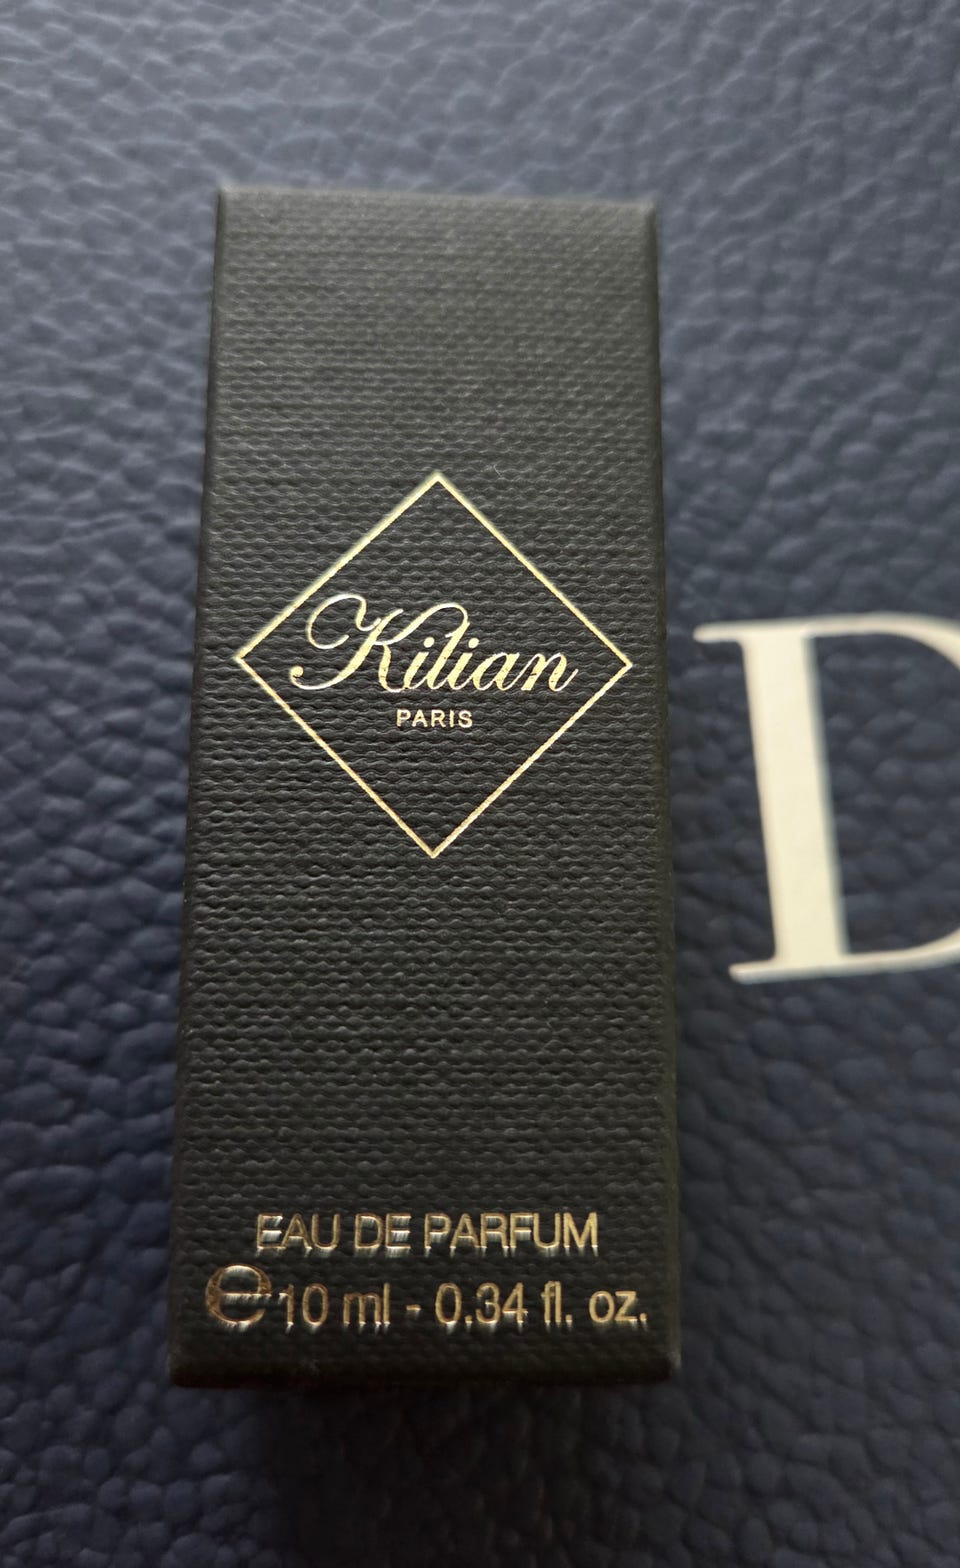 Kilian
PARIS
D
EAU DE PARFUM
℮10 ml - 0.34 fl. oz.